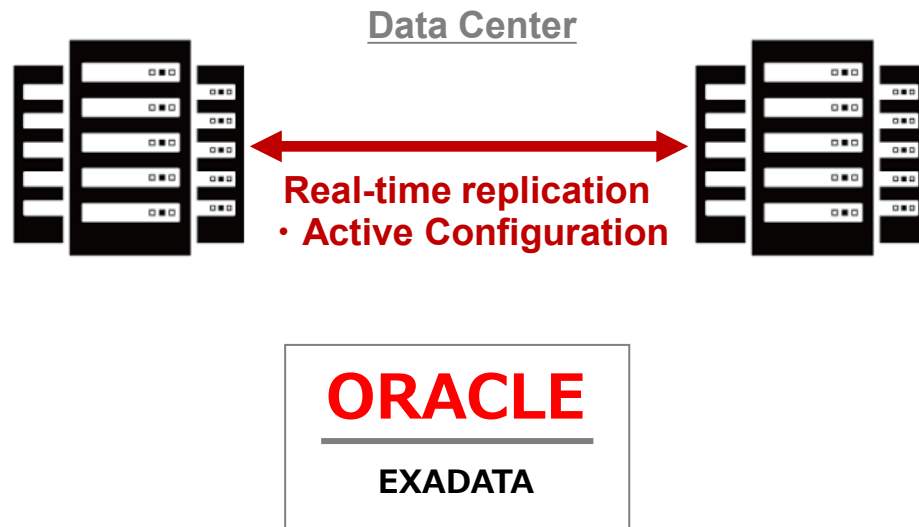 Data Center
Real-time replication
・Active Configuration
ORACLE
EXADATA